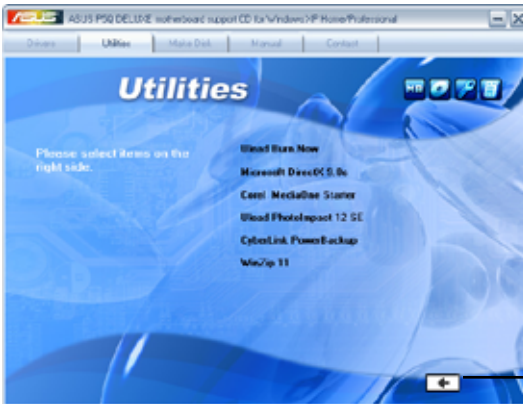 ASUS P5Q DELUXE motherboard support CD for Windows XP Home/Professional
Drivers
Utilities
Make Disk
Manual
Contact
Utilities
Please select items on the
right side.
Ulead Burn Now
Microsoft DirectX 9.0c
Corel MediaOne Starter
Ulead PhotoImpact 12 SE
CyberLink PowerBackup
WinZip 11